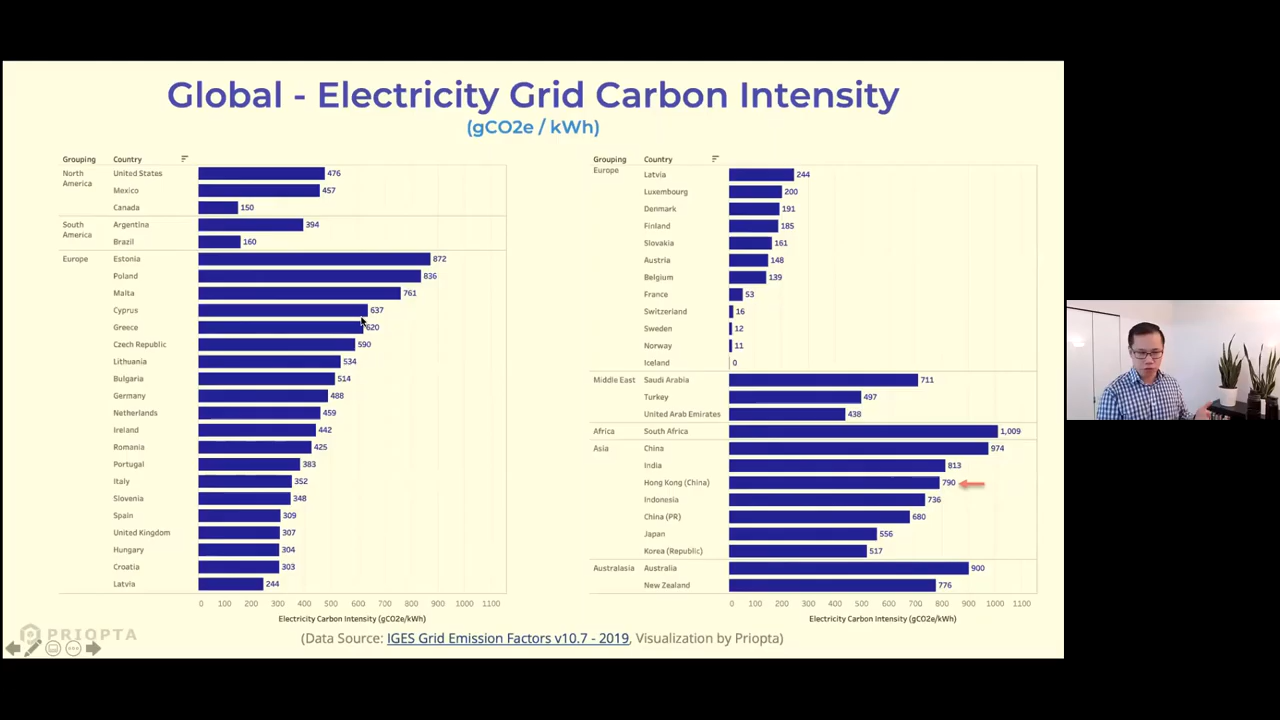 Global - Electricity Grid Carbon Intensity
(gCO2e / kWh)
Grouping Country
North America United States 476
Mexico 457
Canada 150
South America Argentina 394
Brazil 160
Europe Estonia 872
Poland 836
Malta 761
Cyprus 637
Greece 620
Czech Republic 590
Lithuania 534
Bulgaria 514
Germany 488
Netherlands 459
Ireland 442
Romania 425
Portugal 383
Italy 352
Slovenia 348
Spain 309
United Kingdom 307
Hungary 304
Croatia 303
Latvia 244
0 100 200 300 400 500 600 700 800 900 1000 1100
Electricity Carbon Intensity (gCO2e/kWh)
Grouping Country
Europe Latvia 244
Luxembourg 200
Denmark 191
Finland 185
Slovakia 161
Austria 148
Belgium 139
France 53
Switzerland 16
Sweden 12
Norway 11
Iceland 0
Middle East Saudi Arabia 711
Turkey 497
United Arab Emirates 438
Africa South Africa 1,009
Asia China 974
India 813
Hong Kong (China) 790
Indonesia 736
China (PR) 680
Japan 556
Korea (Republic) 517
Australasia Australia 900
New Zealand 776
0 100 200 300 400 500 600 700 800 900 1000 1100
Electricity Carbon Intensity (gCO2e/kWh)
PRIOPTA
(Data Source: IGES Grid Emission Factors v10.7 - 2019, Visualization by Priopta)